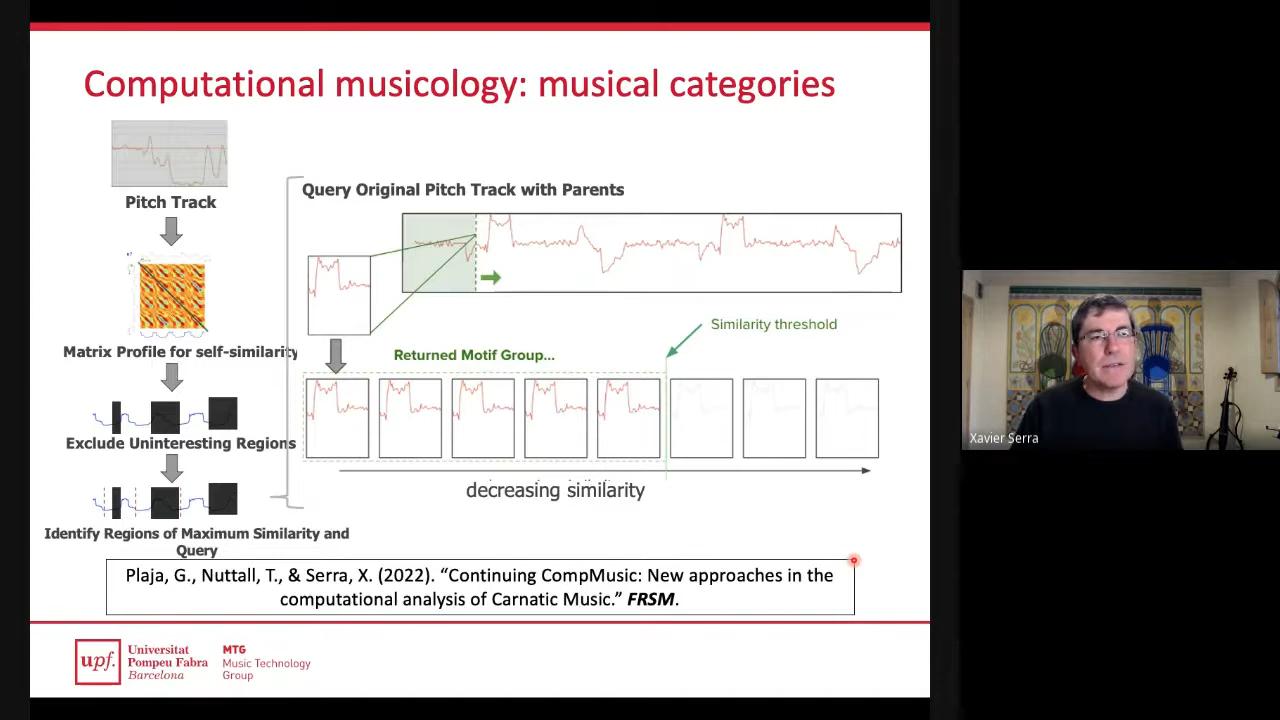 Computational musicology: musical categories
Pitch Track
Matrix Profile for self-similarity
Exclude Uninteresting Regions
Identify Regions of Maximum Similarity and
Query
Query Original Pitch Track with Parents
Similarity threshold
Returned Motif Group...
decreasing similarity
Plaja, G., Nuttall, T., & Serra, X. (2022). “Continuing CompMusic: New approaches in the
computational analysis of Carnatic Music.” FRSM.
upf.
Universitat
Pompeu Fabra
Barcelona
MTG
Music Technology
Group
Xavier Serra